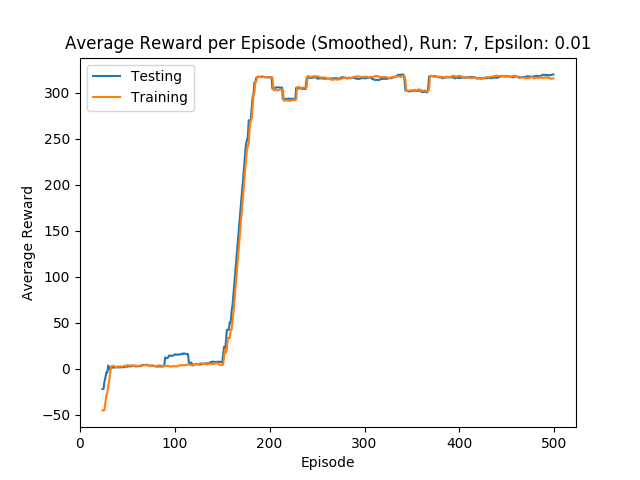 Average Reward per Episode (Smoothed), Run: 7, Epsilon: 0.01
Testing
Training
Average Reward
300
250
200
150
100
50
0
−50
0 100 200 300 400 500
Episode